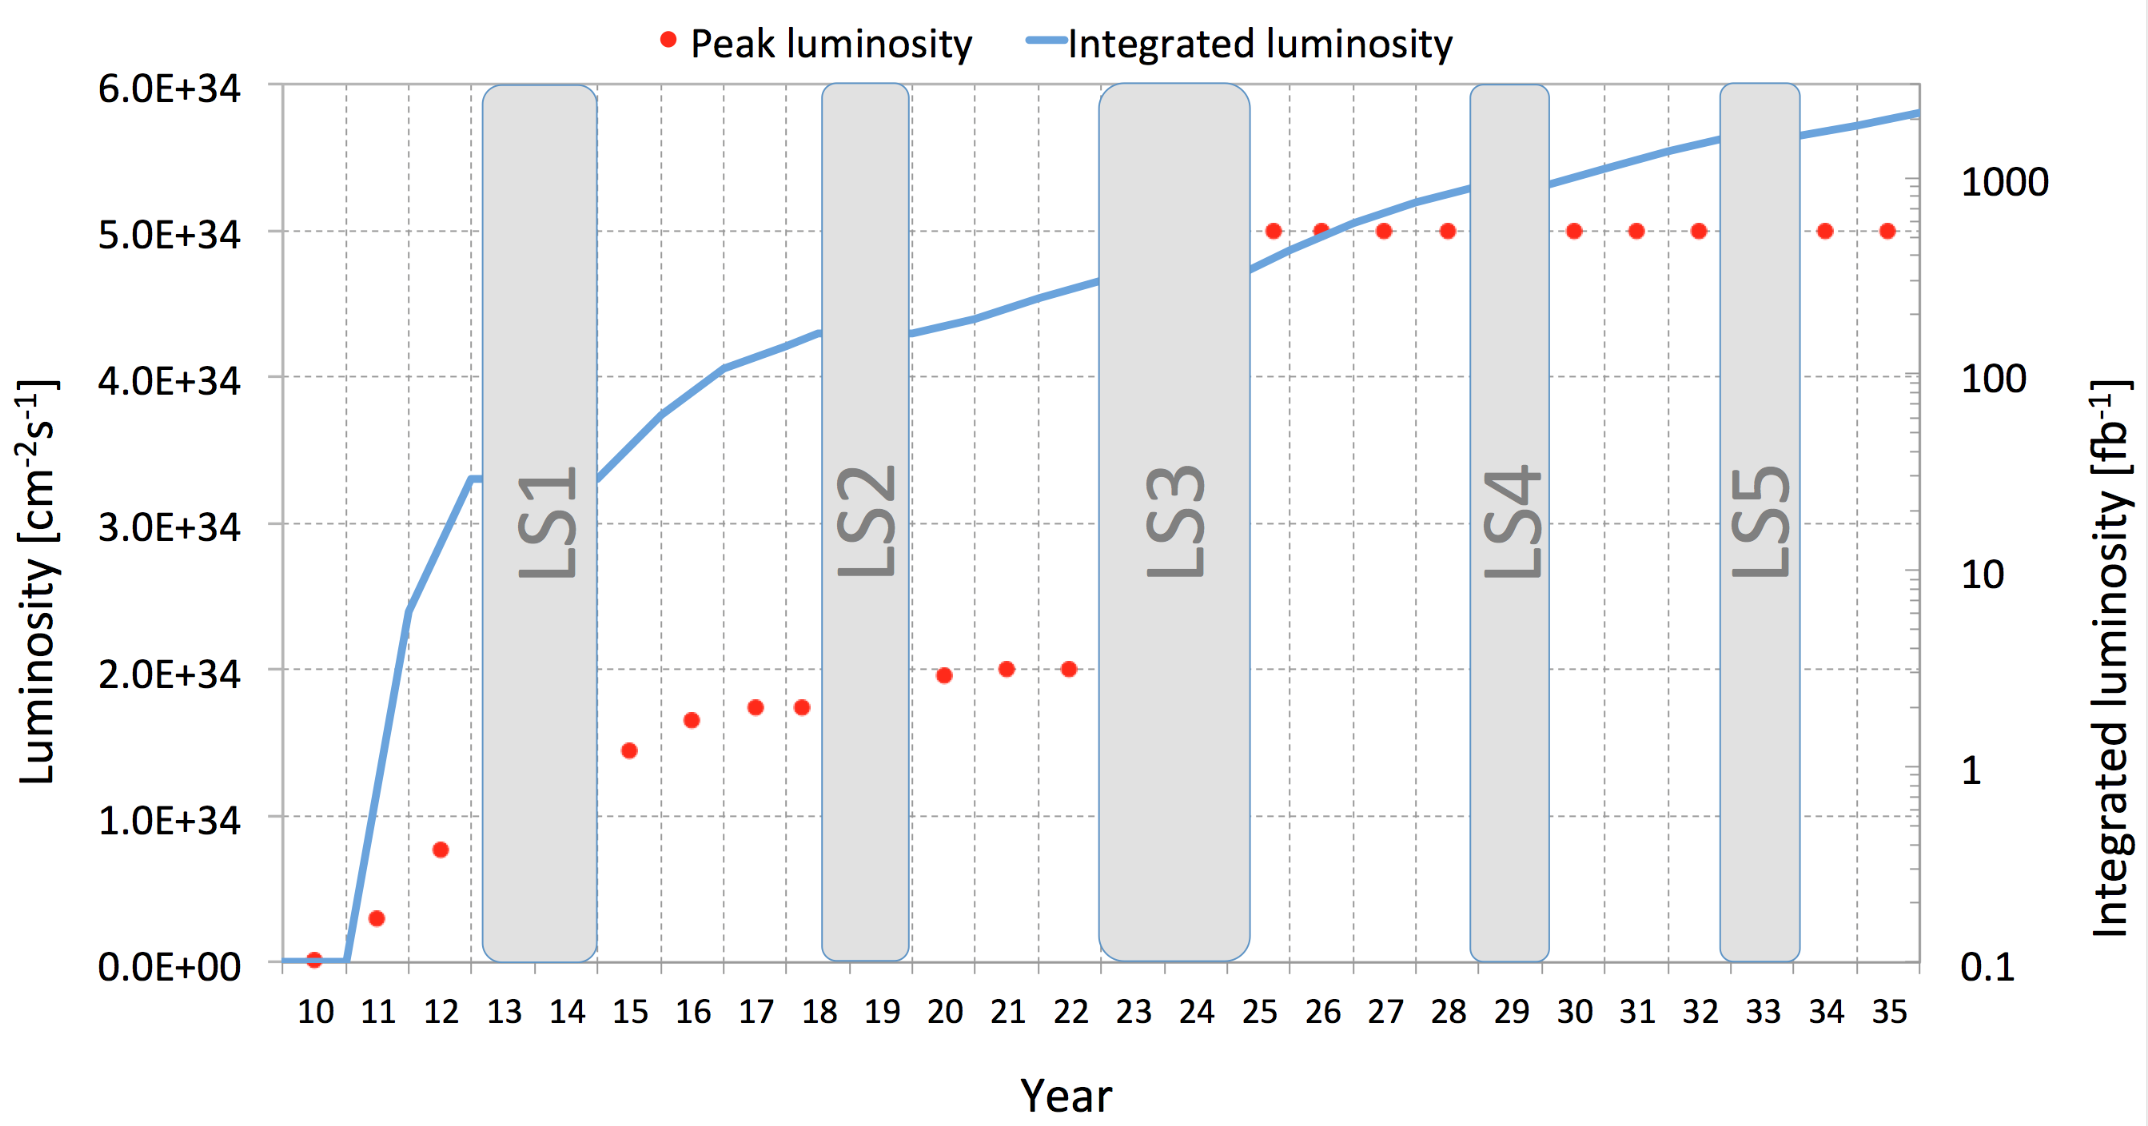 Peak luminosity Integrated luminosity
6.0E+34
5.0E+34
4.0E+34
3.0E+34
2.0E+34
1.0E+34
0.0E+00
Luminosity [cm-2s-1]
LS1
LS2
LS3
LS4
LS5
1000
100
10
1
0.1
Integrated luminosity [fb-1]
10 11 12 13 14 15 16 17 18 19 20 21 22 23 24 25 26 27 28 29 30 31 32 33 34 35
Year